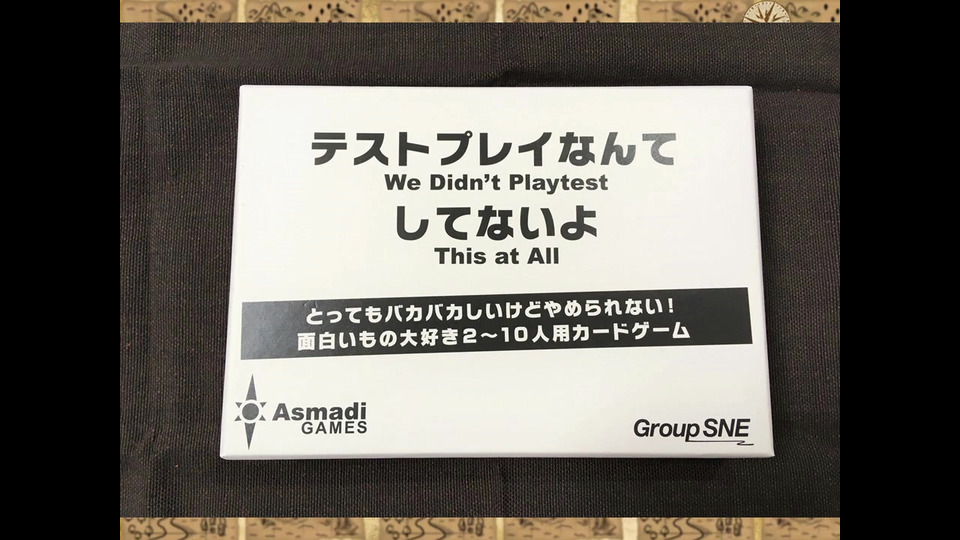 テストプレイなんて
We Didn't Playtest
してないよ
This at All
とってもバカバカしいけどやめられない！
面白いもの大好き２～１０人用カードゲーム
Asmadi
GAMES
Group SNE